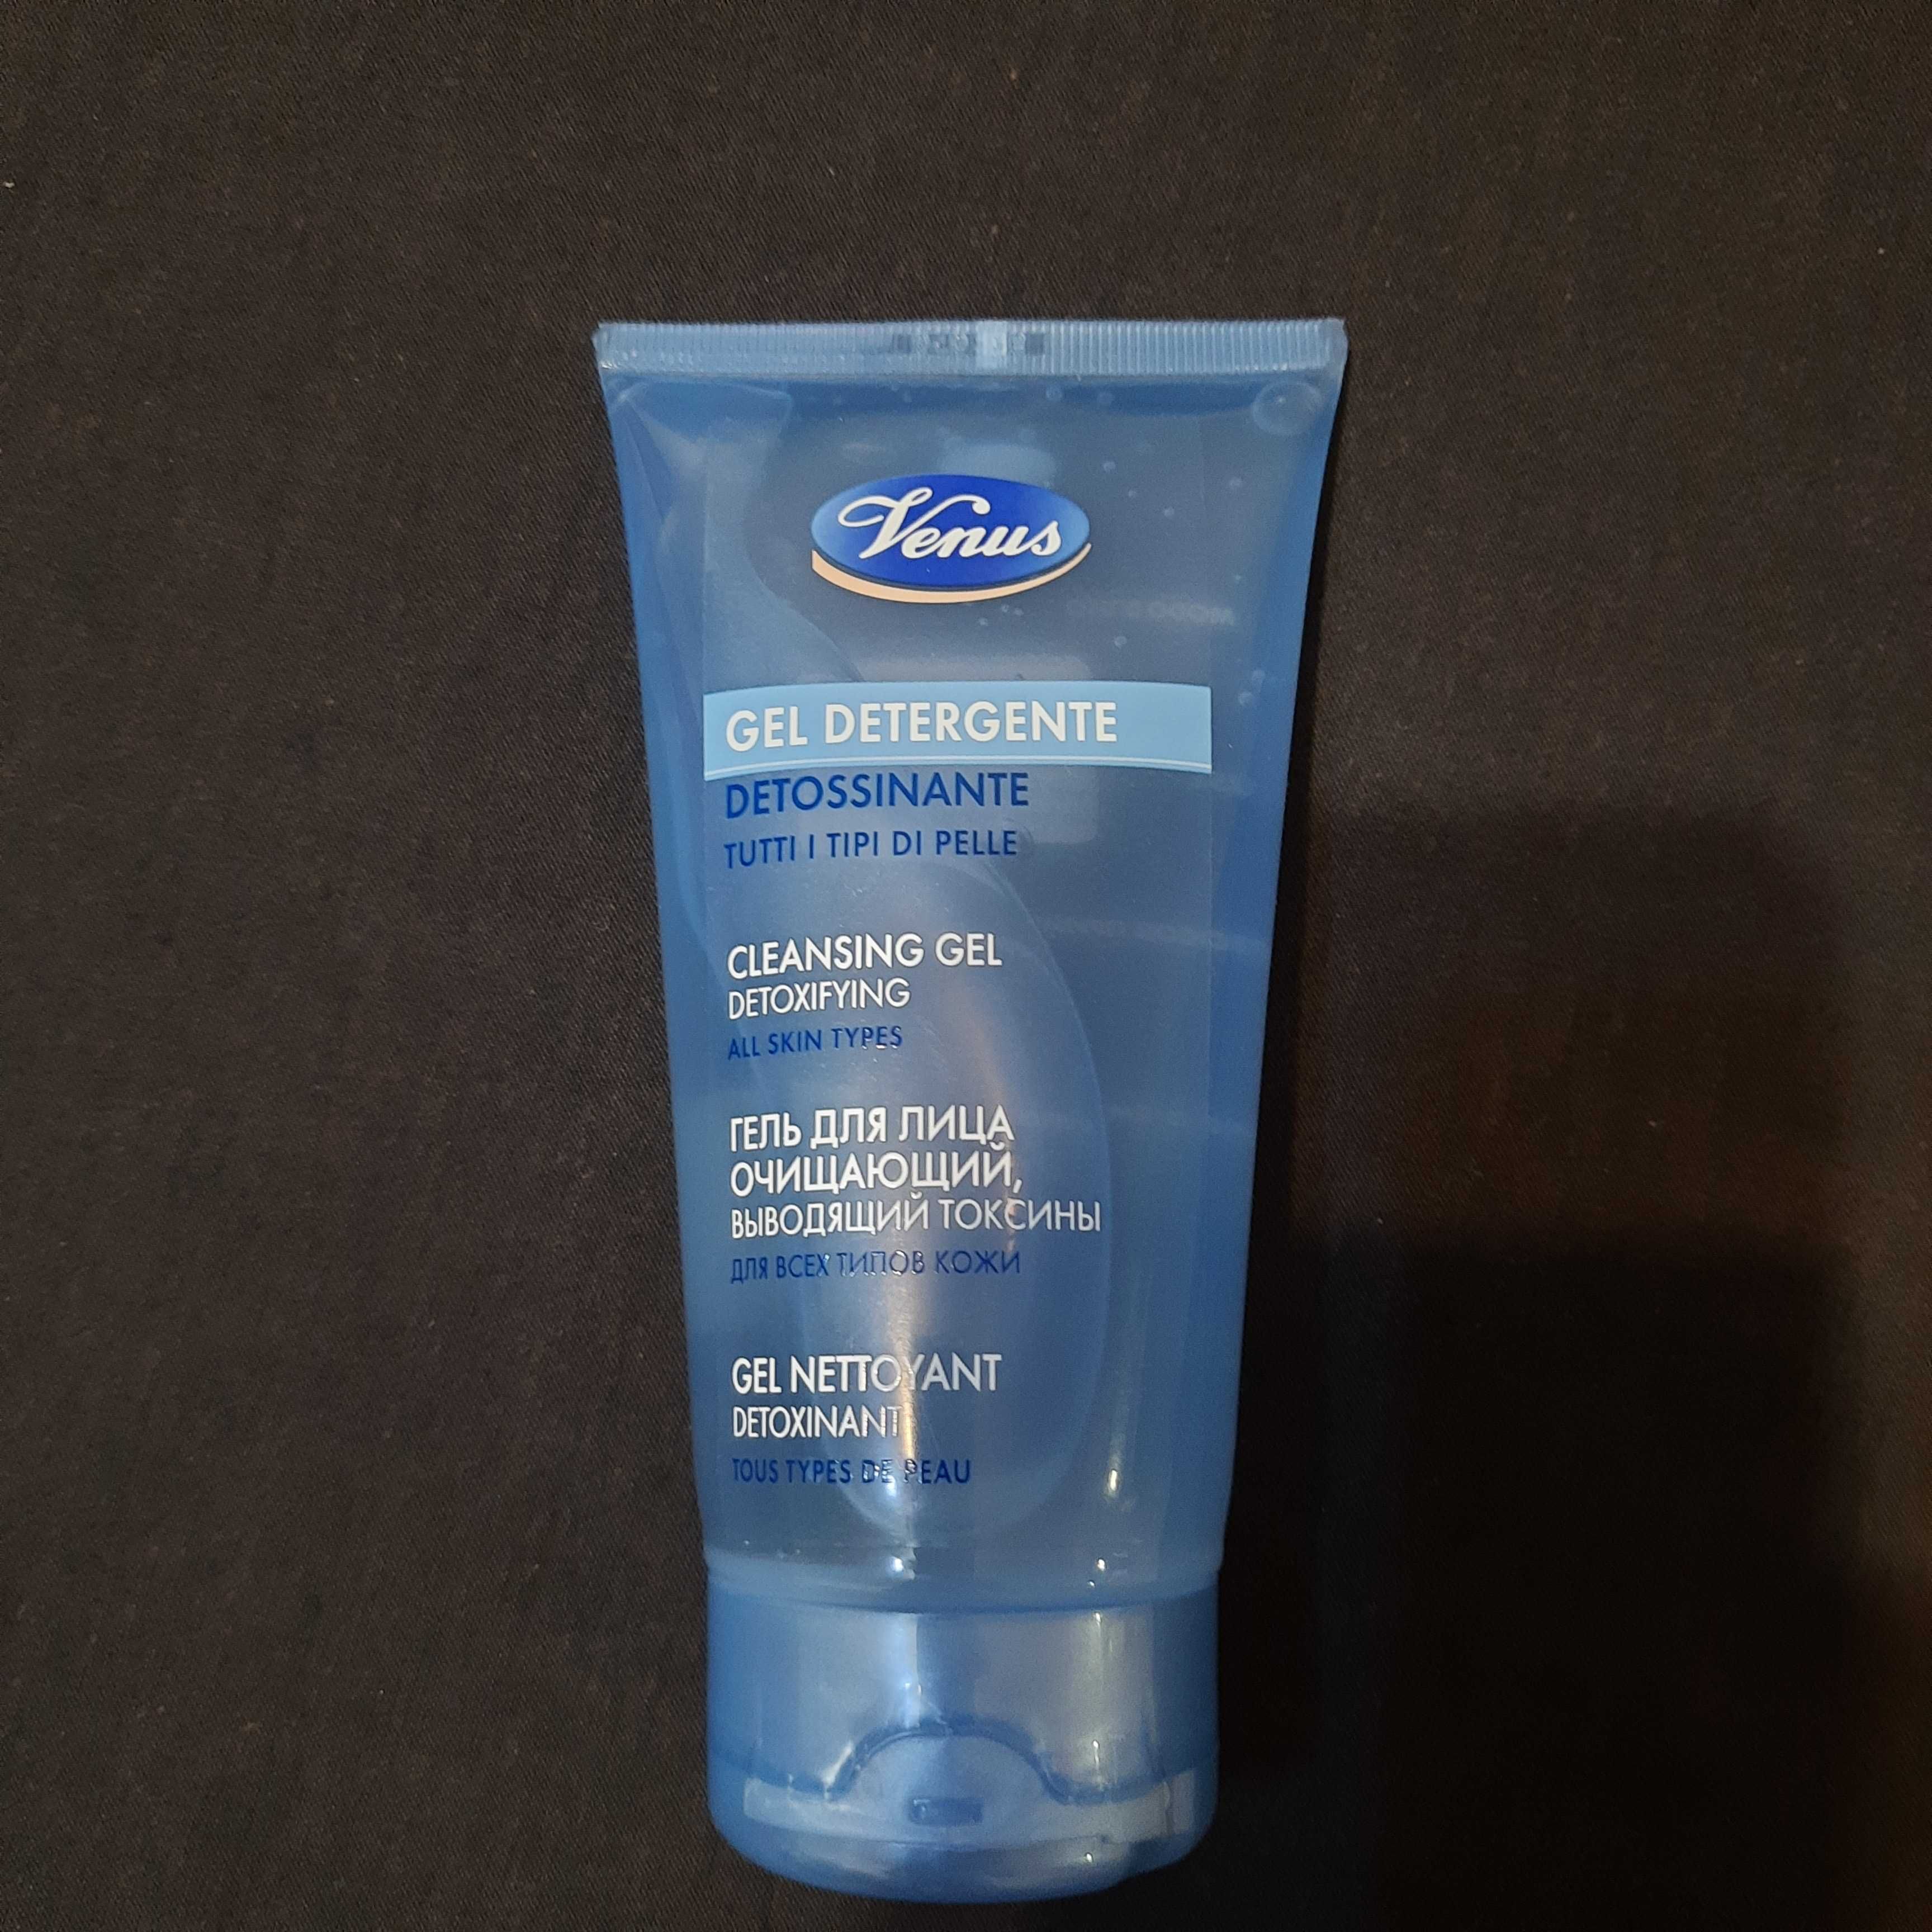 Venus
GEL DETERGENTE
DETOSSINANTE
TUTTI I TIPI DI PELLE
CLEANSING GEL
DETOXIFYING
ALL SKIN TYPES
ГЕЛЬ ДЛЯ ЛИЦА
ОЧИЩАЮЩИЙ,
ВЫВОДЯЩИЙ ТОКСИНЫ
ДЛЯ ВСЕХ ТИПОВ КОЖИ
GEL NETTOYANT
DETOXINANT
TOUS TYPES DE PEAU